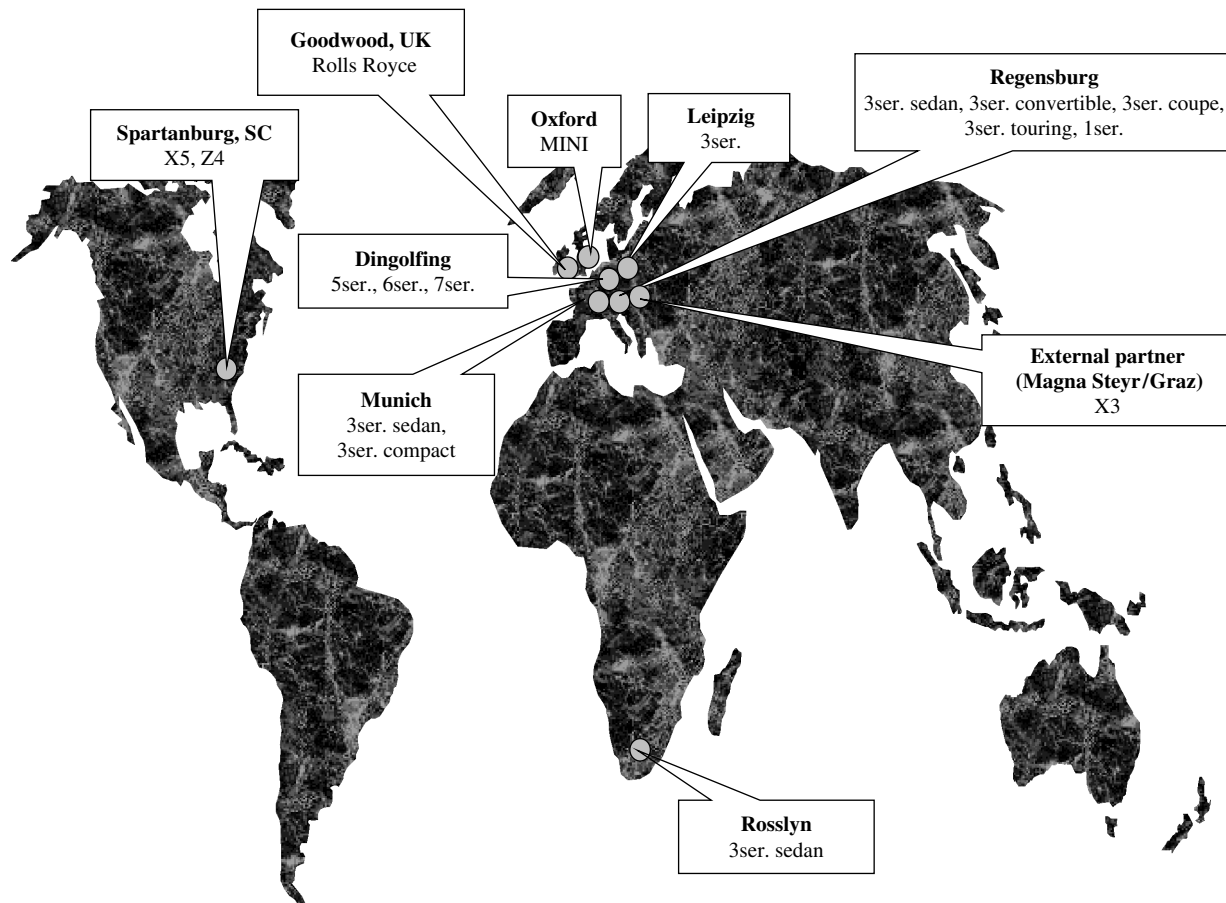 Goodwood, UK
Rolls Royce
Regensburg
3ser. sedan, 3ser. convertible, 3ser. coupe,
3ser. touring, 1ser.
Oxford
MINI
Leipzig
3ser.
Spartanburg, SC
X5, Z4
Dingolfing
5ser., 6ser., 7ser.
External partner
(Magna Steyr/Graz)
X3
Munich
3ser. sedan,
3ser. compact
Rosslyn
3ser. sedan